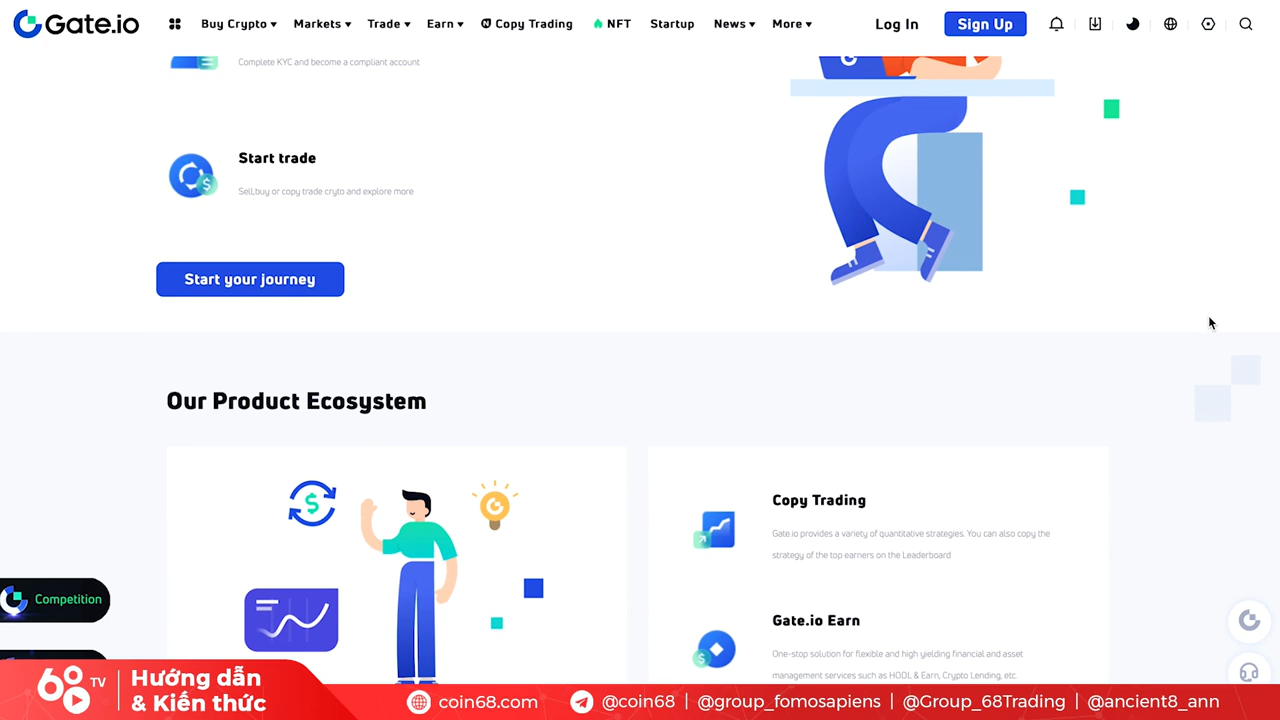 Gate.io
Buy Crypto
Markets
Trade
Earn
Copy Trading
NFT
Startup
News
More
Log In
Sign Up
Complete KYC and become a compliant account
Start trade
Sell,buy or copy trade cryto and explore more
Start your journey
Our Product Ecosystem
Copy Trading
Gate.io provides a variety of quantitative strategies. You can also copy the
strategy of the top earners on the Leaderboard
Gate.io Earn
One-stop solution for flexible and high yielding financial and asset
management services such as HODL & Earn, Crypto Lending, etc.
Competition
68 TV
Hướng dẫn
& Kiến thức
coin68.com
@coin68 | @group_fomosapiens | @Group_68Trading | @ancient8_ann